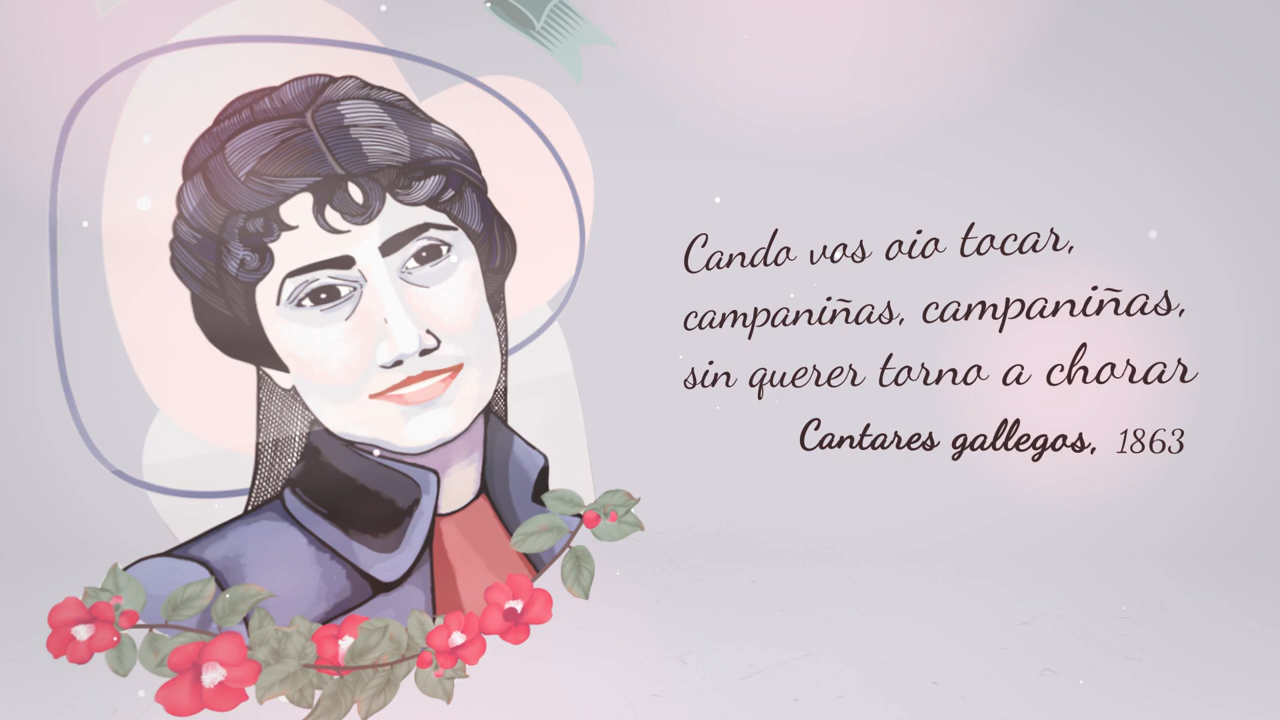 Cando vos oio tocar,
campaniñas, campaniñas,
sin querer torno a chorar
Cantares gallegos, 1863